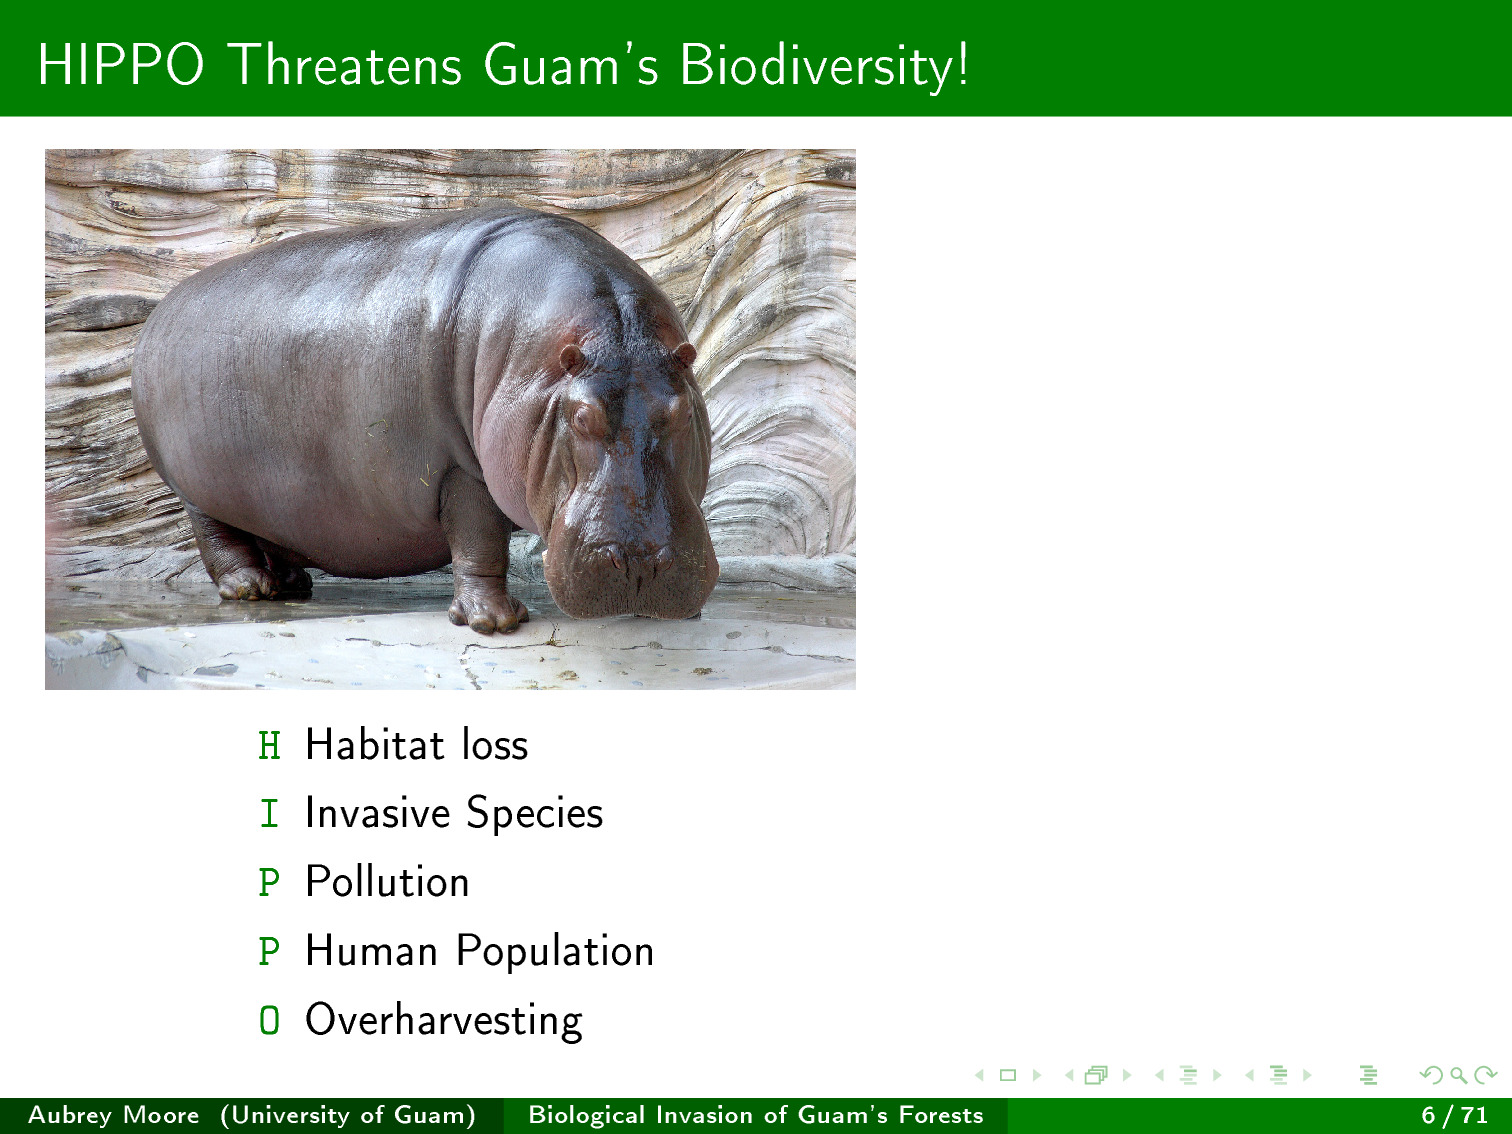 HIPPO Threatens Guam's Biodiversity!
H Habitat loss
I Invasive Species
P Pollution
P Human Population
O Overharvesting
Aubrey Moore (University of Guam) Biological Invasion of Guam's Forests 6 / 71